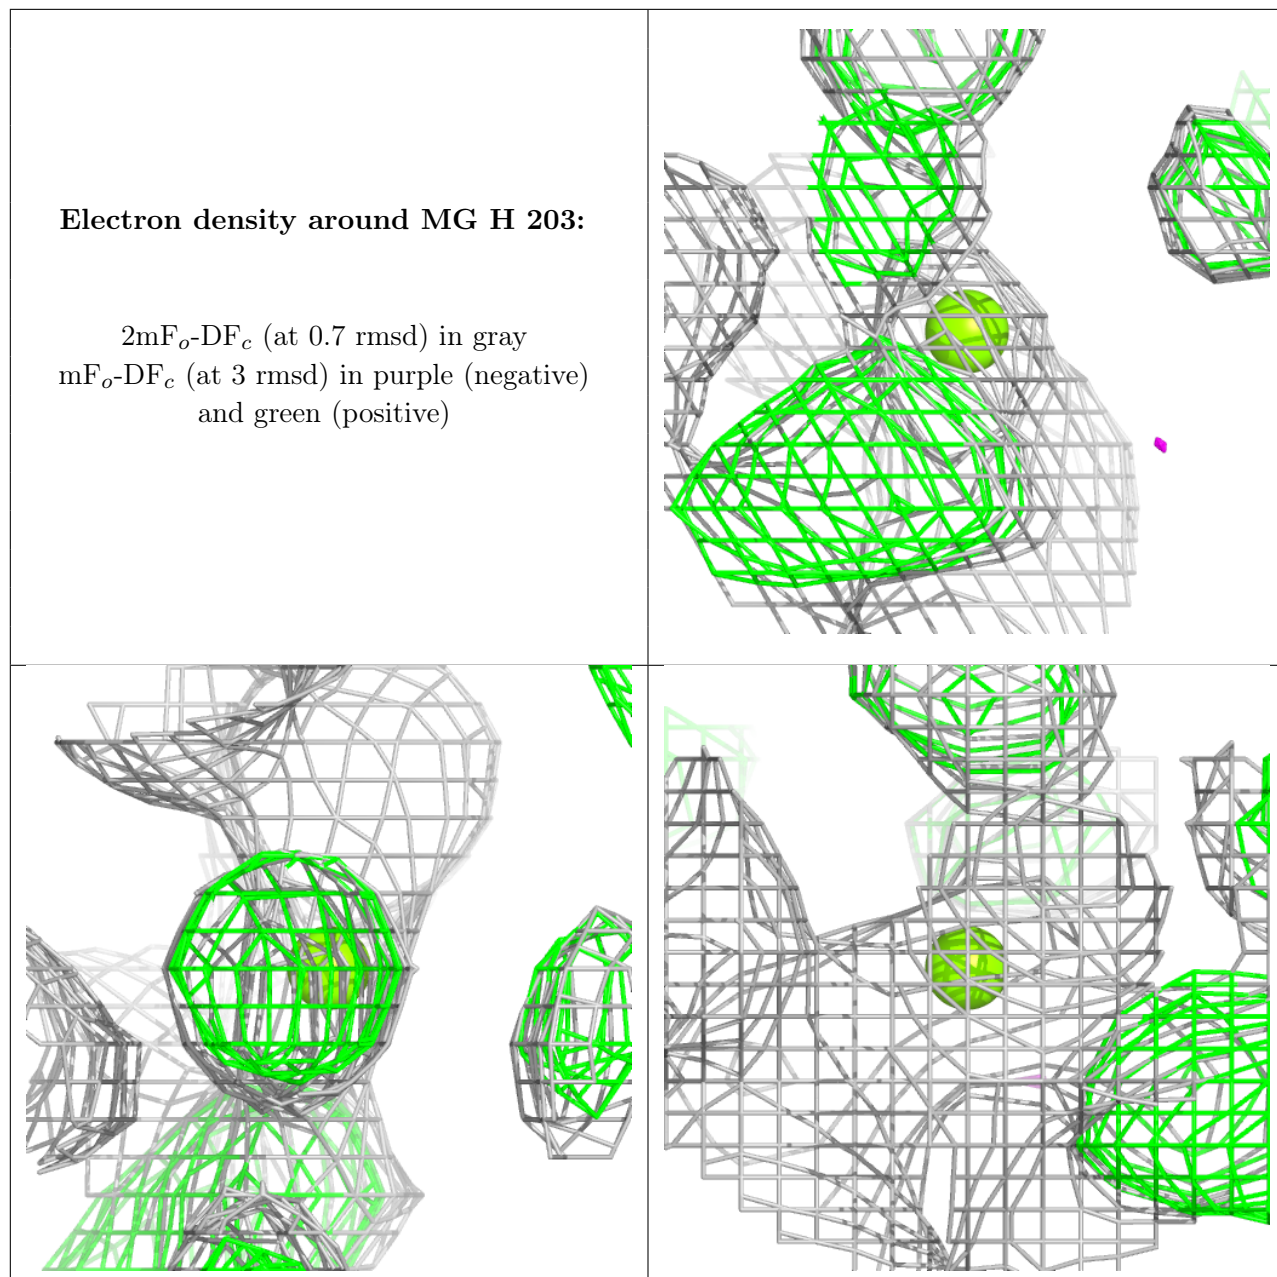 Electron density around MG H 203:
2mFo-DFc (at 0.7 rmsd) in gray
mFo-DFc (at 3 rmsd) in purple (negative)
and green (positive)